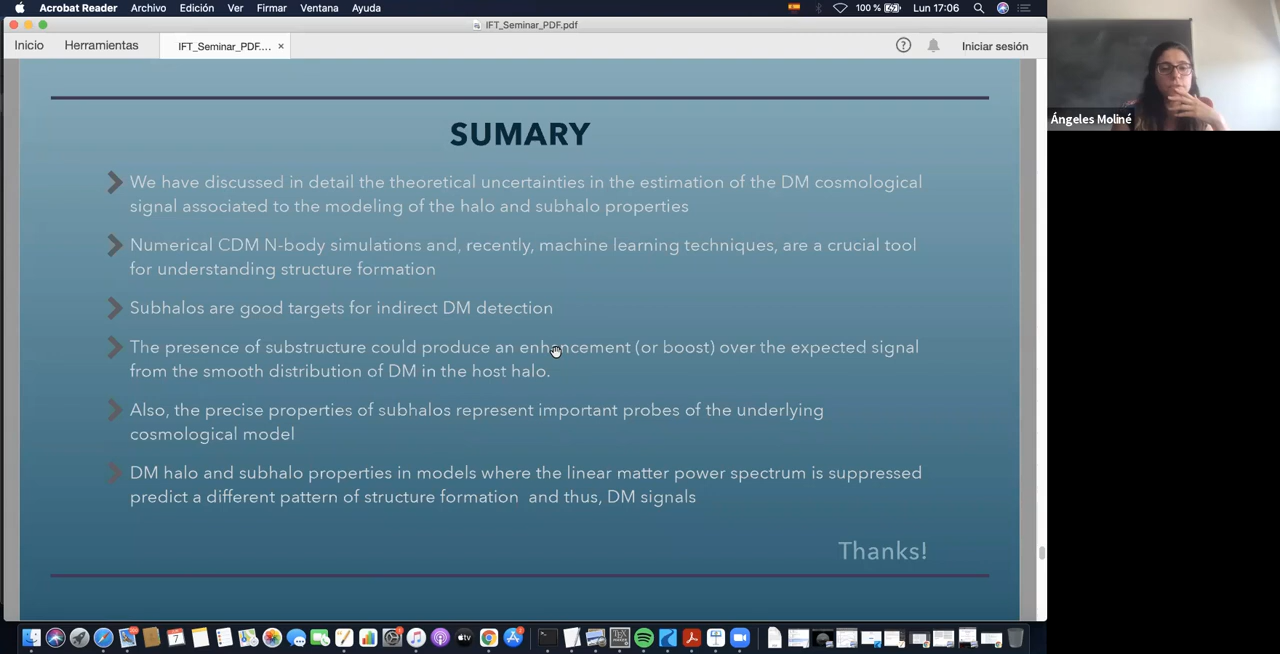 Acrobat Reader Archivo Edición Ver Firmar Ventana Ayuda 100 % Lun 17:06
IFT_Seminar_PDF.pdf
Inicio Herramientas IFT_Seminar_PDF.... × ? Iniciar sesión
SUMARY
We have discussed in detail the theoretical uncertainties in the estimation of the DM cosmological
signal associated to the modeling of the halo and subhalo properties
Numerical CDM N-body simulations and, recently, machine learning techniques, are a crucial tool
for understanding structure formation
Subhalos are good targets for indirect DM detection
The presence of substructure could produce an enhancement (or boost) over the expected signal
from the smooth distribution of DM in the host halo.
Also, the precise properties of subhalos represent important probes of the underlying
cosmological model
DM halo and subhalo properties in models where the linear matter power spectrum is suppressed
predict a different pattern of structure formation and thus, DM signals
Thanks!
Ángeles Moliné